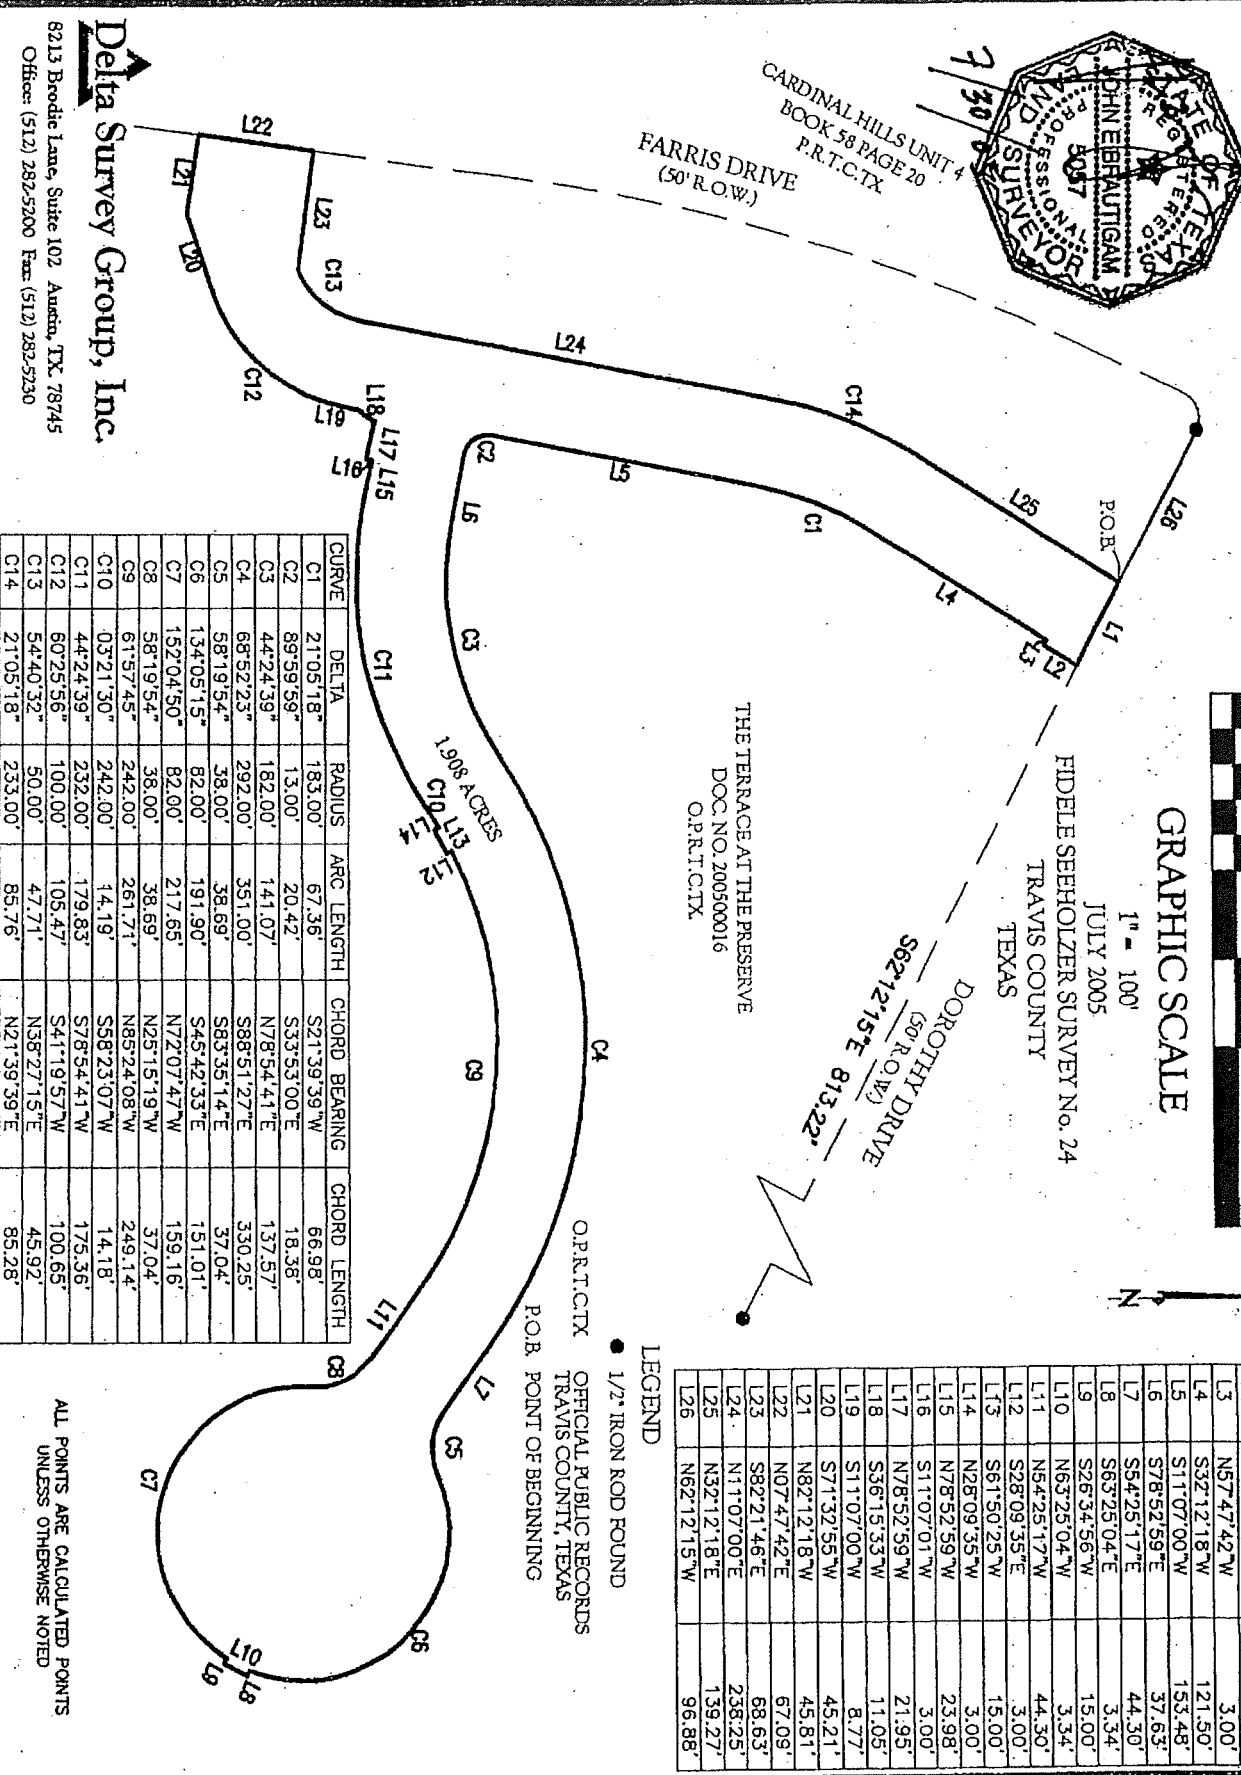 GRAPHIC SCALE
1" = 100'
JULY 2005
FIDELE SEEHOLZER SURVEY No. 24
TRAVIS COUNTY
TEXAS
N
STATE OF TEXAS
REGISTERED
JOHN E BRAUTIGAM
5057
PROFESSIONAL
LAND SURVEYOR
7/30
CARDINAL HILLS UNIT 4
BOOK 58 PAGE 20
P.R.T.C.TX
FARRIS DRIVE
(50' R.O.W.)
DOROTHY DRIVE
(50' R.O.W.)
S62°12'15"E 813.22'
THE TERRACE AT THE PRESERVE
DOC. NO. 200500016
O.P.R.T.C.TX
P.O.B.
1.908 ACRES
L26
L1
L2
L3
L4
L25
C14
C1
L24
L5
C2
L6
C3
C4
L7
C5
C6
L8
L10
L9
C7
C8
L11
C9
L12
L13
L14
C10
C11
L15
L16
L17
L18
L19
C12
L20
L21
L22
L23
C13
L3 N57°47'42"W 3.00'
L4 S32°12'18"W 121.50'
L5 S11°07'00"W 153.48'
L6 S78°52'59"E 37.63'
L7 S54°25'17"E 44.30'
L8 S63°25'04"E 3.34'
L9 S26°34'56"W 15.00'
L10 N63°25'04"W 3.34'
L11 N54°25'17"W 44.30'
L12 S28°09'35"E 3.00'
L13 S61°50'25"W 15.00'
L14 N28°09'35"W 3.00'
L15 N78°52'59"W 23.98'
L16 S11°07'01"W 3.00'
L17 N78°52'59"W 21.95'
L18 S36°15'33"W 11.05'
L19 S11°07'00"W 8.77'
L20 S71°32'55"W 45.21'
L21 N82°12'18"W 45.81'
L22 N07°47'42"E 67.09'
L23 S82°21'46"E 68.63'
L24 N11°07'00"E 238.25'
L25 N32°12'18"E 139.27'
L26 N62°12'15"W 96.88'
LEGEND
1/2" IRON ROD FOUND
O.P.R.T.C.TX OFFICIAL PUBLIC RECORDS
TRAVIS COUNTY, TEXAS
P.O.B. POINT OF BEGINNING
CURVE DELTA RADIUS ARC LENGTH CHORD BEARING CHORD LENGTH
C1 21°05'18" 183.00' 67.36' S21°39'39"W 66.98'
C2 89°59'59" 13.00' 20.42' S33°53'00"E 18.38'
C3 44°24'39" 182.00' 141.07' N78°54'41"E 137.57'
C4 68°52'23" 292.00' 351.00' S88°51'27"E 330.25'
C5 58°19'54" 38.00' 38.69' S83°35'14"E 37.04'
C6 134°05'15" 82.00' 191.90' S45°42'33"E 151.01'
C7 152°04'50" 82.00' 217.65' N72°07'47"W 159.16'
C8 58°19'54" 38.00' 38.69' N25°15'19"W 37.04'
C9 61°57'45" 242.00' 261.71' N85°24'08"W 249.14'
C10 03°21'30" 242.00' 14.19' S58°23'07"W 14.18'
C11 44°24'39" 232.00' 179.83' S78°54'41"W 175.36'
C12 60°25'56" 100.00' 105.47' S41°19'57"W 100.65'
C13 54°40'32" 50.00' 47.71' N38°27'15"E 45.92'
C14 21°05'18" 233.00' 85.76' N21°39'39"E 85.28'
ALL POINTS ARE CALCULATED POINTS
UNLESS OTHERWISE NOTED
Delta Survey Group, Inc.
8213 Brodie Lane, Suite 102 Austin, TX. 78745
Office: (512) 282-5200 Fax: (512) 282-5230